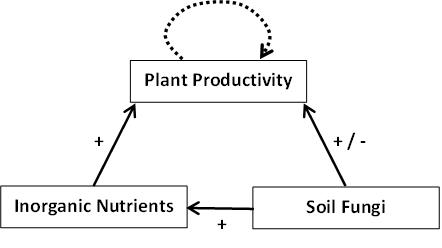 Plant Productivity
+
+ / -
Inorganic Nutrients
Soil Fungi
+